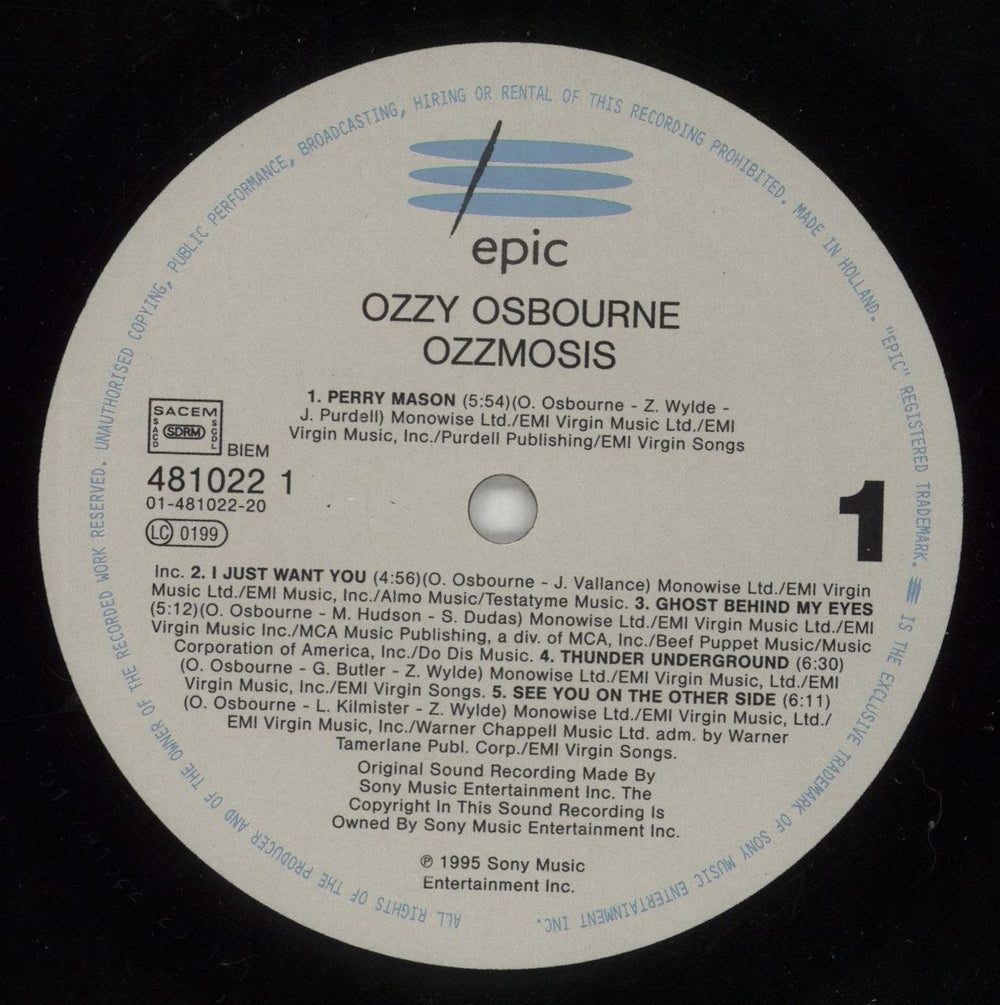 ALL RIGHTS OF THE PRODUCER AND OF THE OWNER OF THE RECORDED WORK RESERVED. UNAUTHORISED COPYING, PUBLIC PERFORMANCE, BROADCASTING, HIRING OR RENTAL OF THIS RECORDING PROHIBITED. MADE IN HOLLAND. "EPIC" REGISTERED TRADEMARK. IS THE EXCLUSIVE TRADEMARK OF SONY MUSIC ENTERTAINMENT INC.
epic
OZZY OSBOURNE
OZZMOSIS
1. PERRY MASON (5:54)(O. Osbourne - Z. Wylde -
J. Purdell) Monowise Ltd./EMI Virgin Music Ltd./EMI
Virgin Music, Inc./Purdell Publishing/EMI Virgin Songs
SACEM
SACD
SDRM
SGDL
BIEM
481022 1
01-481022-20
LC 0199
1
Inc. 2. I JUST WANT YOU (4:56)(O. Osbourne - J. Vallance) Monowise Ltd./EMI Virgin
Music Ltd./EMI Music, Inc./Almo Music/Testatyme Music. 3. GHOST BEHIND MY EYES
(5:12)(O. Osbourne - M. Hudson - S. Dudas) Monowise Ltd./EMI Virgin Music Ltd./EMI
Virgin Music Inc./MCA Music Publishing, a div. of MCA, Inc./Beef Puppet Music/Music
Corporation of America, Inc./Do Dis Music. 4. THUNDER UNDERGROUND (6:30)
(O. Osbourne - G. Butler - Z. Wylde) Monowise Ltd./EMI Virgin Music, Ltd./EMI
Virgin Music, Inc./EMI Virgin Songs. 5. SEE YOU ON THE OTHER SIDE (6:11)
(O. Osbourne - L. Kilmister - Z. Wylde) Monowise Ltd./EMI Virgin Music, Ltd./
EMI Virgin Music, Inc./Warner Chappell Music Ltd. adm. by Warner
Tamerlane Publ. Corp./EMI Virgin Songs.
Original Sound Recording Made By
Sony Music Entertainment Inc. The
Copyright In This Sound Recording Is
Owned By Sony Music Entertainment Inc.
℗ 1995 Sony Music
Entertainment Inc.